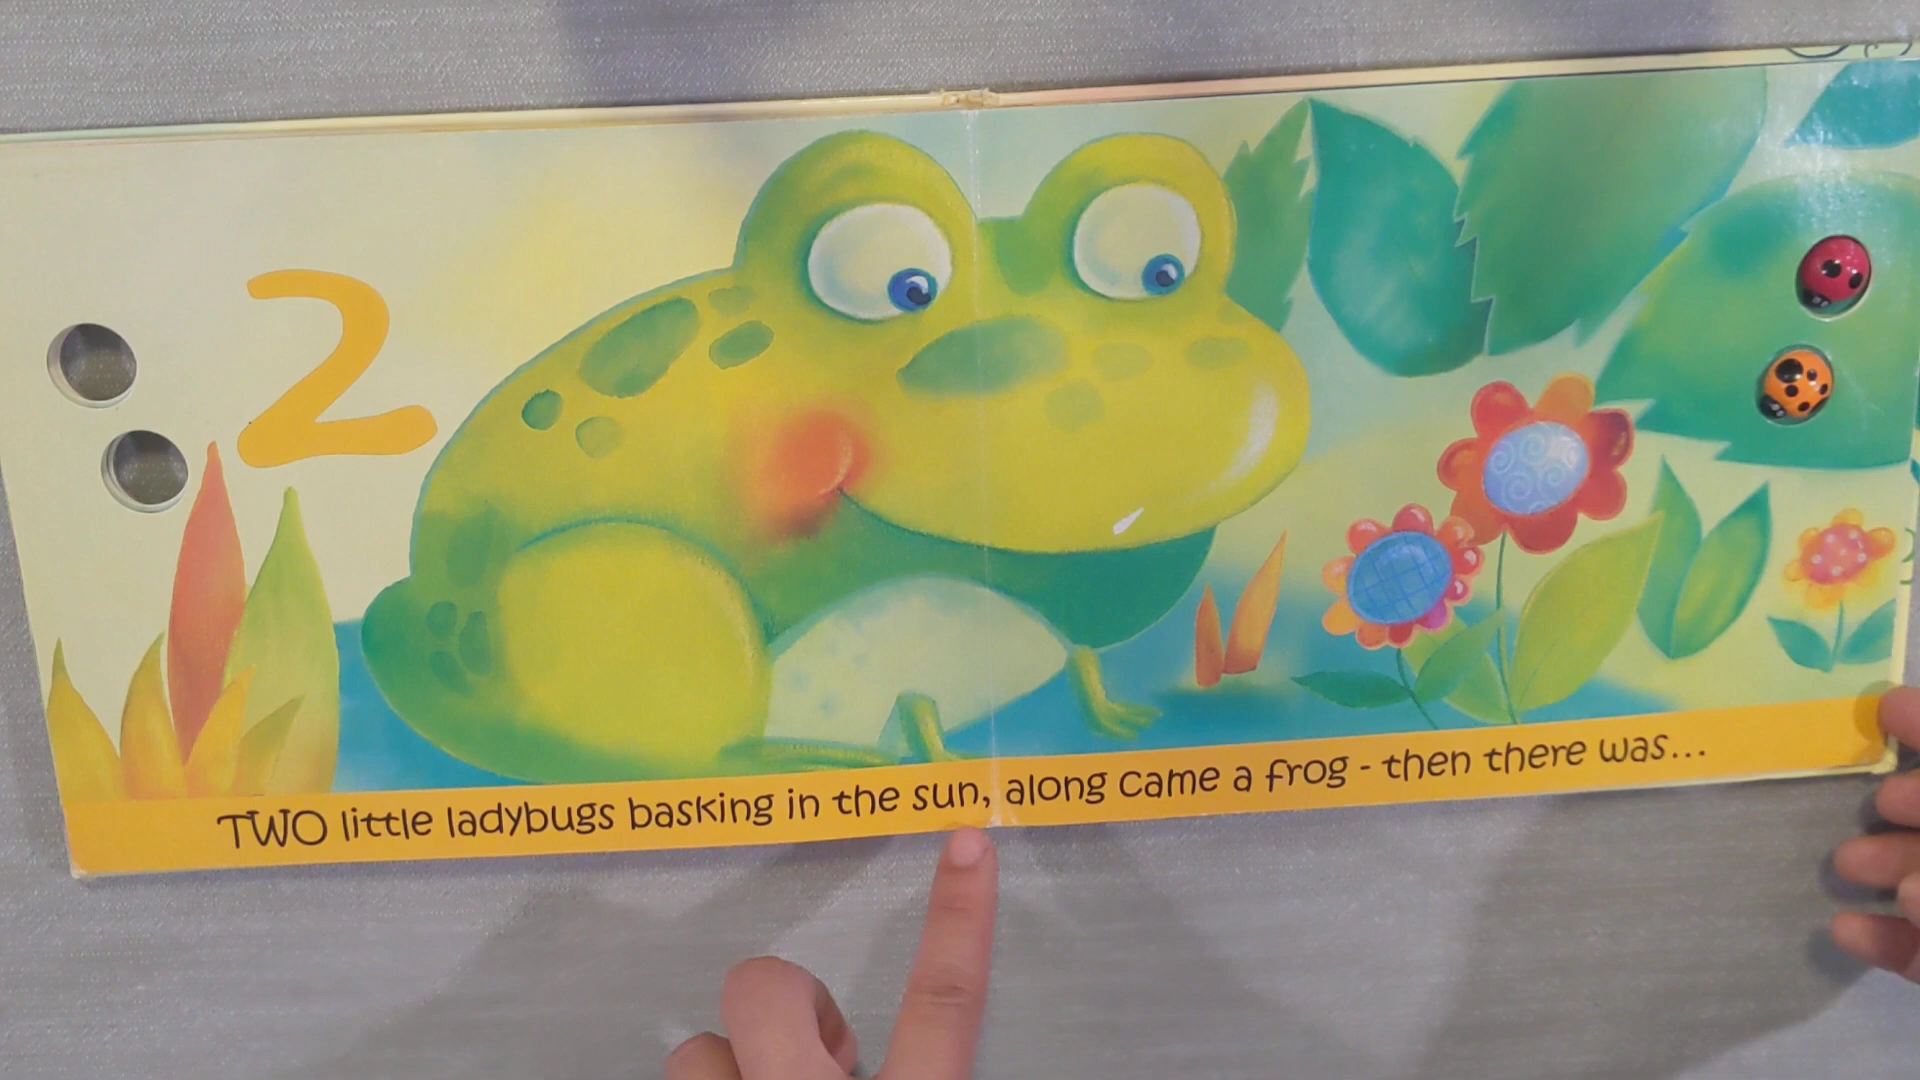 2
TWO little ladybugs basking in the sun, along came a frog - then there was...